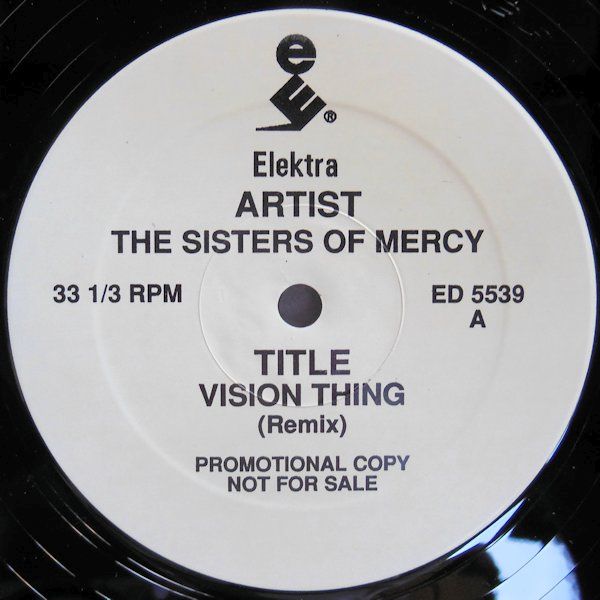 e
®
Elektra
ARTIST
THE SISTERS OF MERCY
33 1/3 RPM
ED 5539
A
TITLE
VISION THING
(Remix)
PROMOTIONAL COPY
NOT FOR SALE